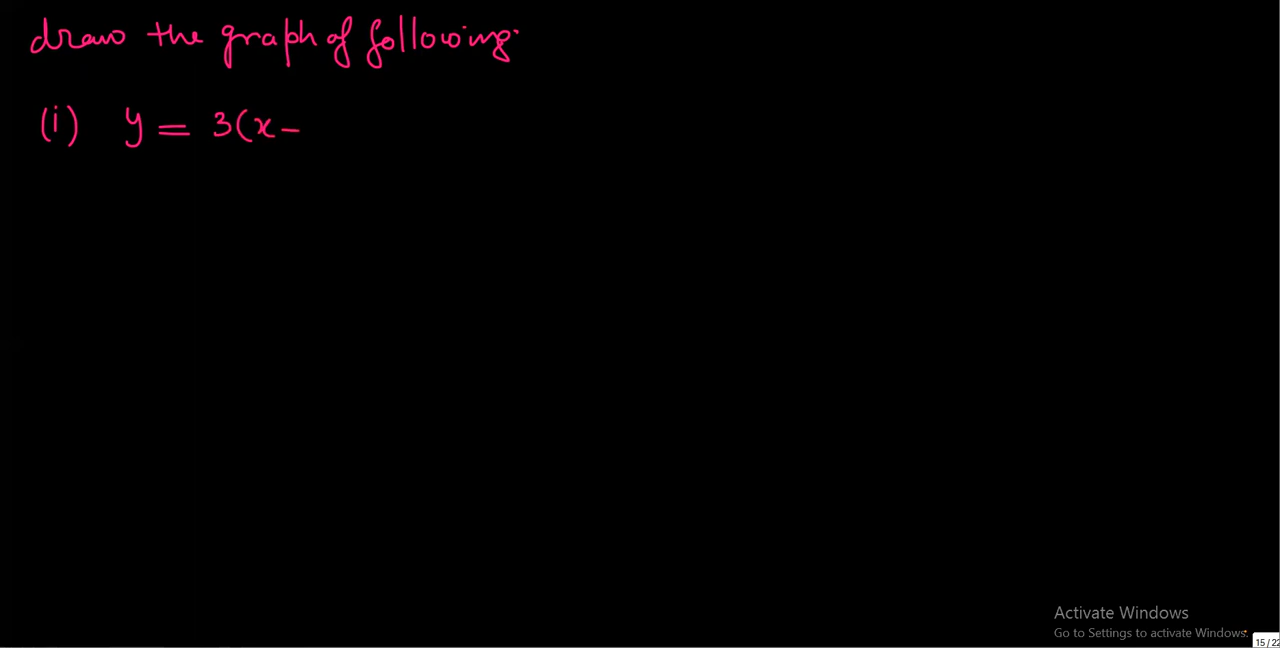 draw the graph of following.
(i) y = 3(x -
Activate Windows
Go to Settings to activate Windows.
15 / 22